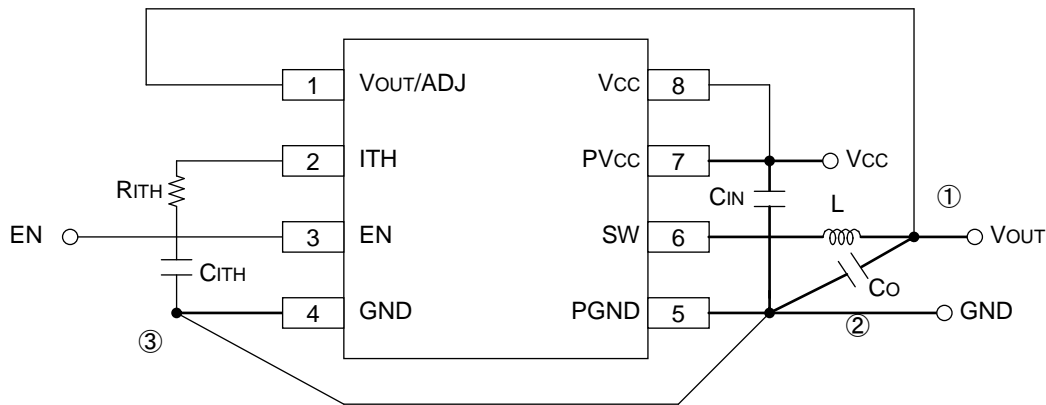 1 VOUT/ADJ VCC 8
2 ITH PVCC 7 VCC
RITH CIN L ①
EN 3 EN SW 6 VOUT
CITH CO
4 GND PGND 5 ② GND
③